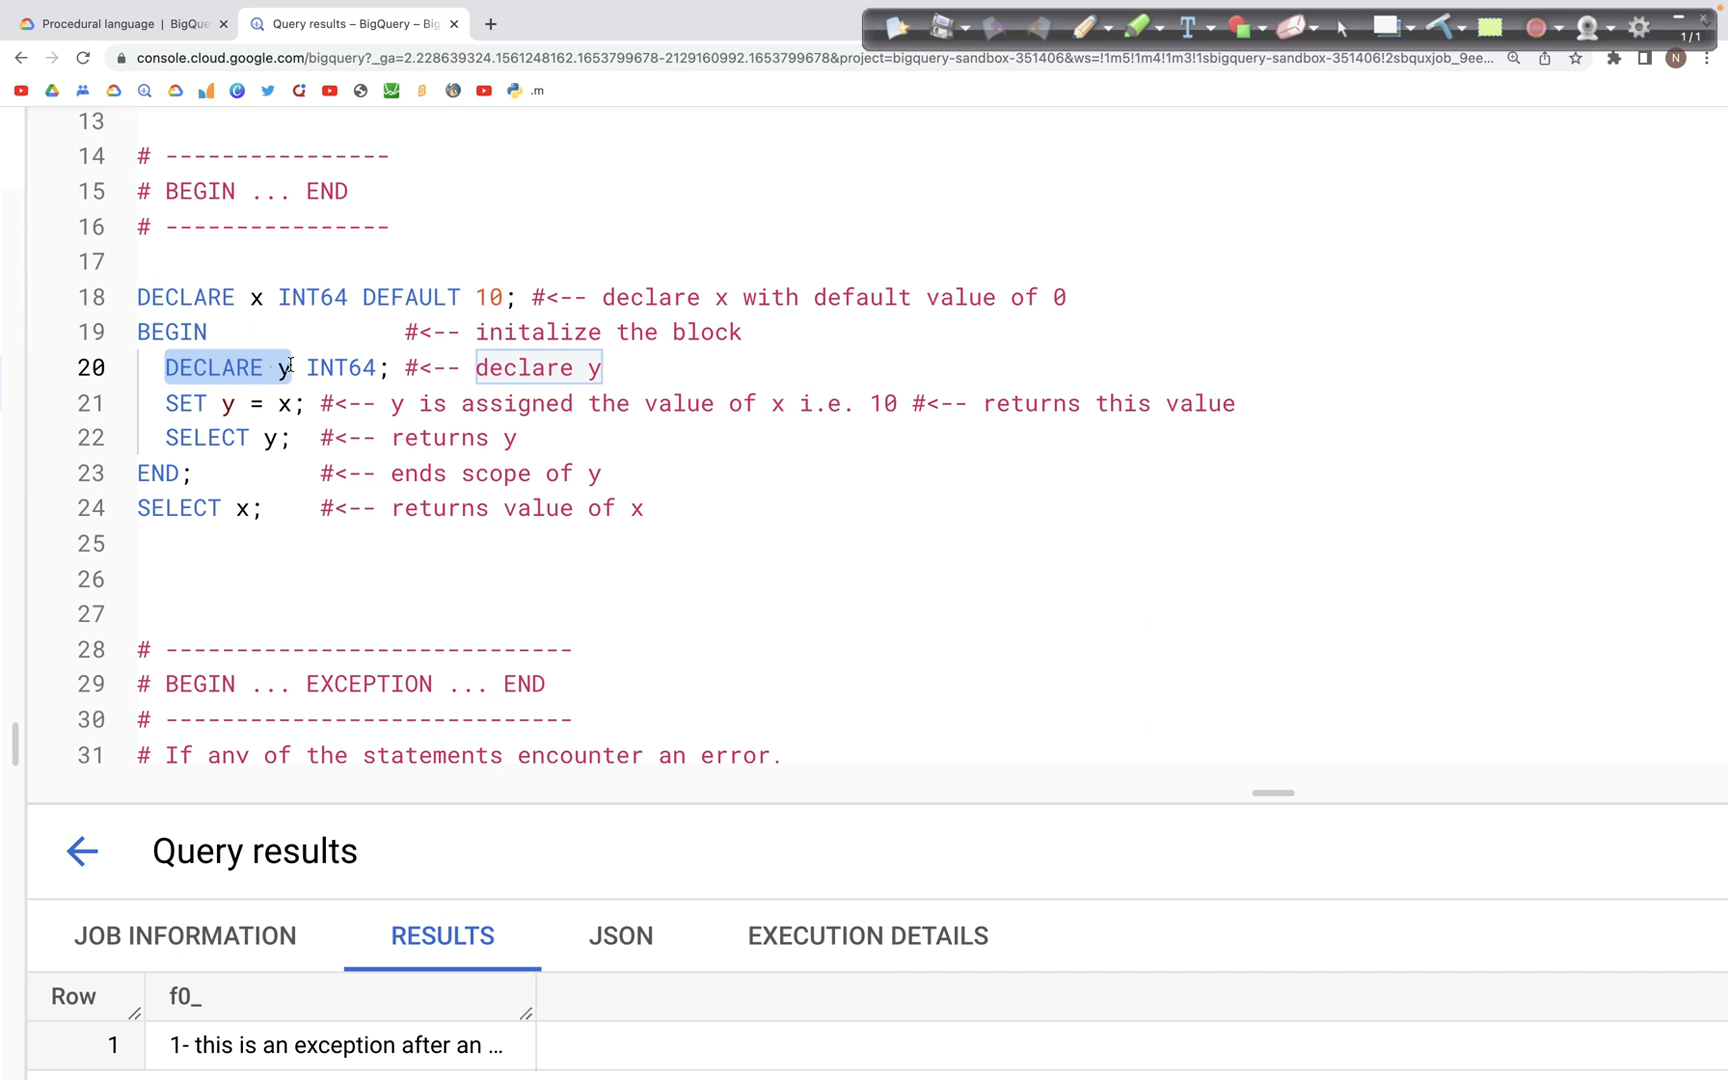 Procedural language | BigQue
Query results – BigQuery – Big
1/1
console.cloud.google.com/bigquery?_ga=2.228639324.1561248162.1653799678-2129160992.1653799678&project=bigquery-sandbox-351406&ws=!1m5!1m4!1m3!1sbigquery-sandbox-351406!2sbquxjob_9ee...
N
.m
13
14 # ----------------
15 # BEGIN ... END
16 # ----------------
17
18 DECLARE x INT64 DEFAULT 10; #<-- declare x with default value of 0
19 BEGIN #<-- initalize the block
20 DECLARE y INT64; #<-- declare y
21 SET y = x; #<-- y is assigned the value of x i.e. 10 #<-- returns this value
22 SELECT y; #<-- returns y
23 END; #<-- ends scope of y
24 SELECT x; #<-- returns value of x
25
26
27
28 # -----------------------------
29 # BEGIN ... EXCEPTION ... END
30 # -----------------------------
31 # If any of the statements encounter an error.
Query results
JOB INFORMATION RESULTS JSON EXECUTION DETAILS
Row f0_
1 1- this is an exception after an ...